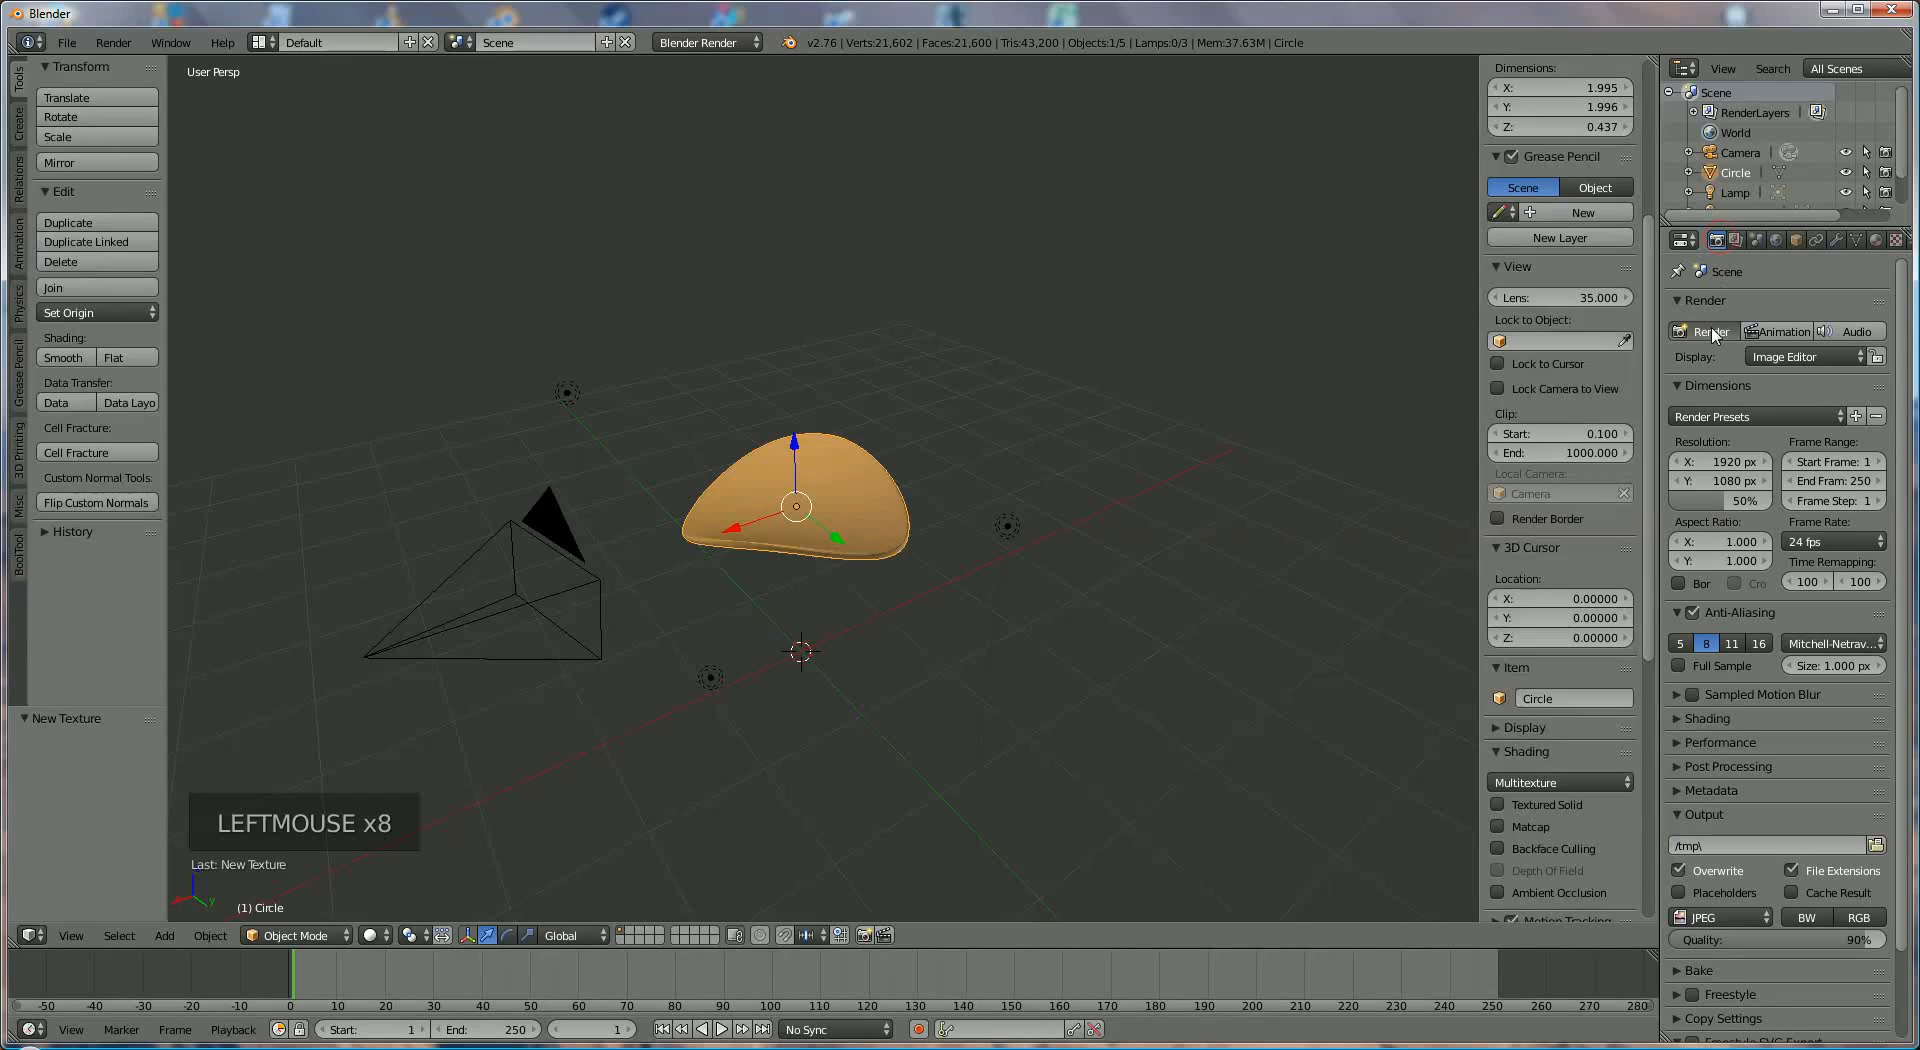 Blender
File Render Window Help Default Scene Blender Render v2.76 | Verts:21,602 | Faces:21,600 | Tris:43,200 | Objects:1/5 | Lamps:0/3 | Mem:37.63M | Circle
Tools
Create
Relations
Animation
Physics
Grease Pencil
3D Printing
Misc
BoolTool
Transform
Translate
Rotate
Scale
Mirror
Edit
Duplicate
Duplicate Linked
Delete
Join
Set Origin
Shading:
Smooth Flat
Data Transfer:
Data Data Layo
Cell Fracture:
Cell Fracture
Custom Normal Tools:
Flip Custom Normals
History
New Texture
User Persp
LEFTMOUSE x8
Last: New Texture
(1) Circle
Dimensions:
X: 1.995
Y: 1.996
Z: 0.437
Grease Pencil
Scene Object
New
New Layer
View
Lens: 35.000
Lock to Object:
Lock to Cursor
Lock Camera to View
Clip:
Start: 0.100
End: 1000.000
Local Camera:
Camera
Render Border
3D Cursor
Location:
X: 0.00000
Y: 0.00000
Z: 0.00000
Item
Circle
Display
Shading
Multitexture
Textured Solid
Matcap
Backface Culling
Depth Of Field
Ambient Occlusion
Motion Tracking
View Search All Scenes
Scene
RenderLayers
World
Camera
Circle
Lamp
Scene
Render
Render Animation Audio
Display: Image Editor
Dimensions
Render Presets
Resolution: Frame Range:
X: 1920 px Start Frame: 1
Y: 1080 px End Fram: 250
50% Frame Step: 1
Aspect Ratio: Frame Rate:
X: 1.000 24 fps
Y: 1.000 Time Remapping:
Bor Cro 100 100
Anti-Aliasing
5 8 11 16 Mitchell-Netrav...
Full Sample Size: 1.000 px
Sampled Motion Blur
Shading
Performance
Post Processing
Metadata
Output
/tmp\
Overwrite File Extensions
Placeholders Cache Result
JPEG BW RGB
Quality: 90%
Bake
Freestyle
Copy Settings
Freestyle SVG Export
View Select Add Object Object Mode Global
-50 -40 -30 -20 -10 0 10 20 30 40 50 60 70 80 90 100 110 120 130 140 150 160 170 180 190 200 210 220 230 240 250 260 270 280
View Marker Frame Playback Start: 1 End: 250 1 No Sync